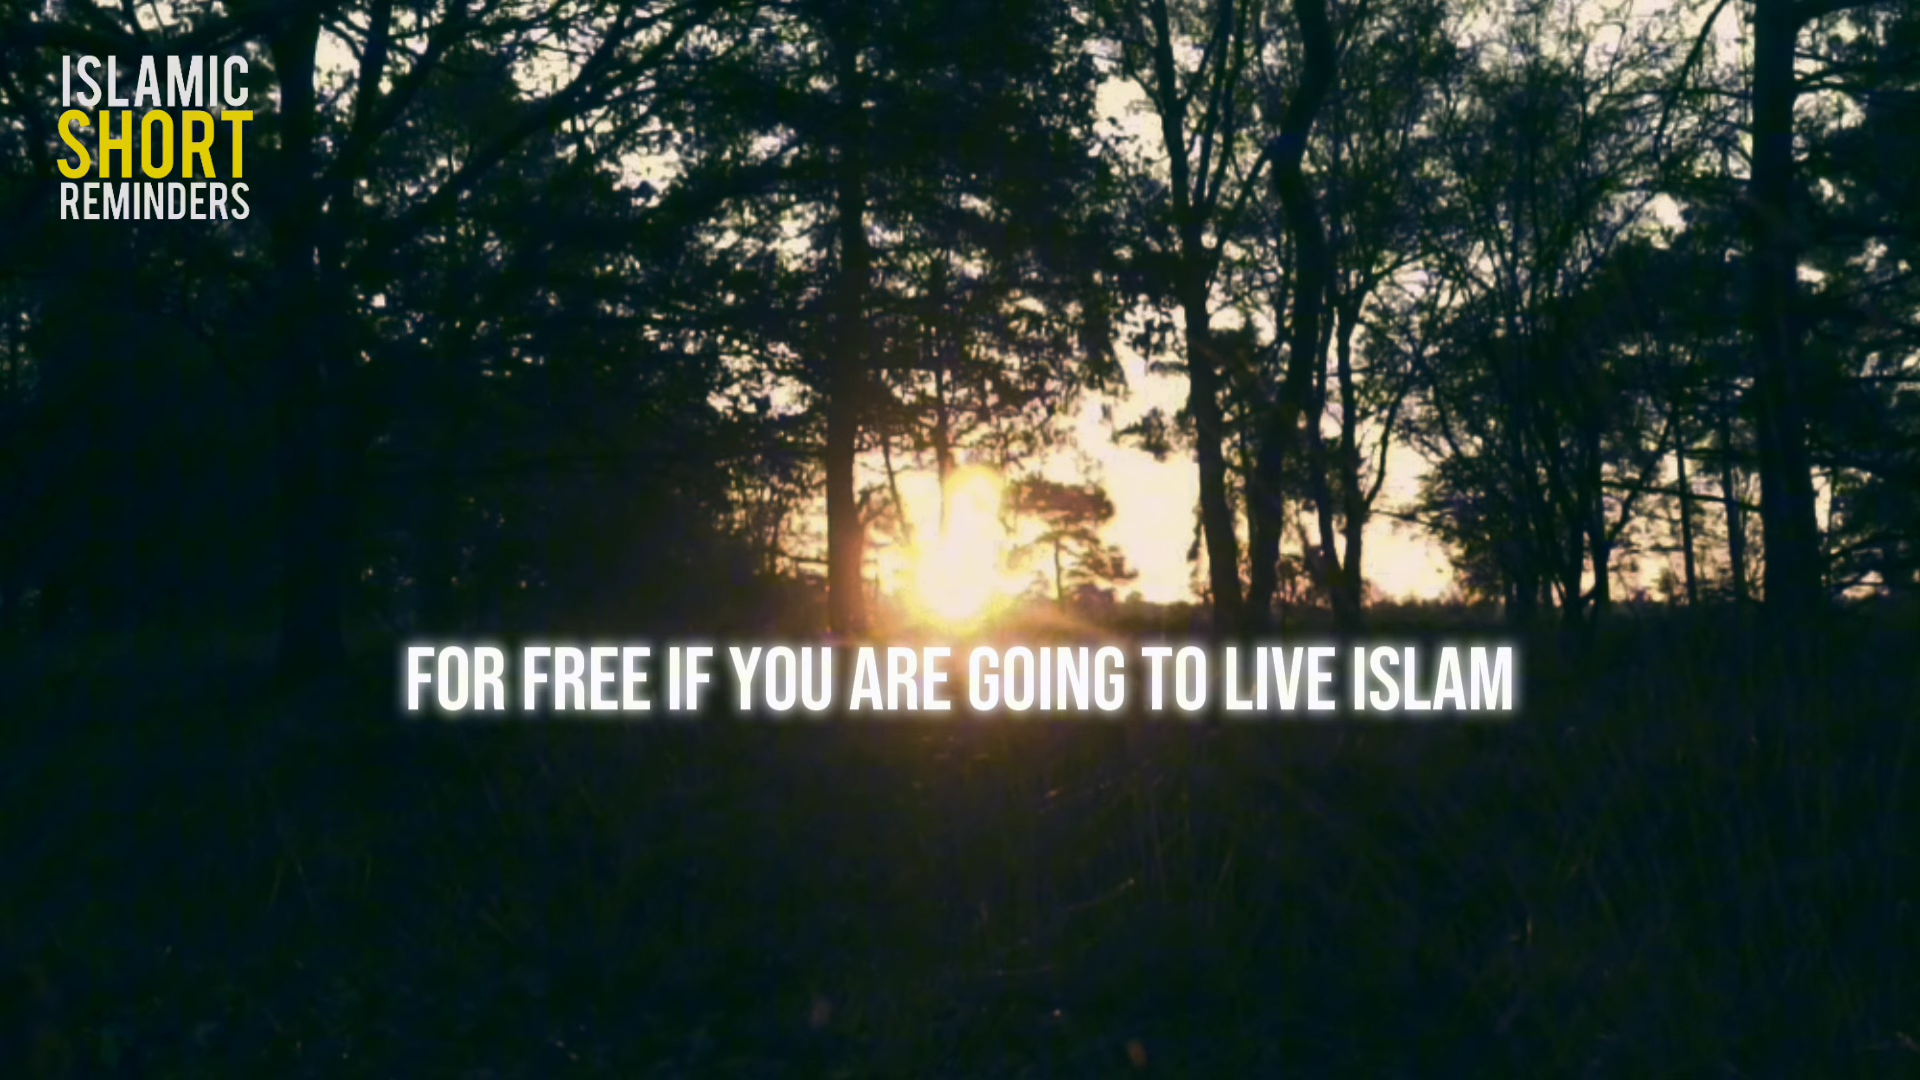 ISLAMIC
SHORT
REMINDERS
FOR FREE IF YOU ARE GOING TO LIVE ISLAM